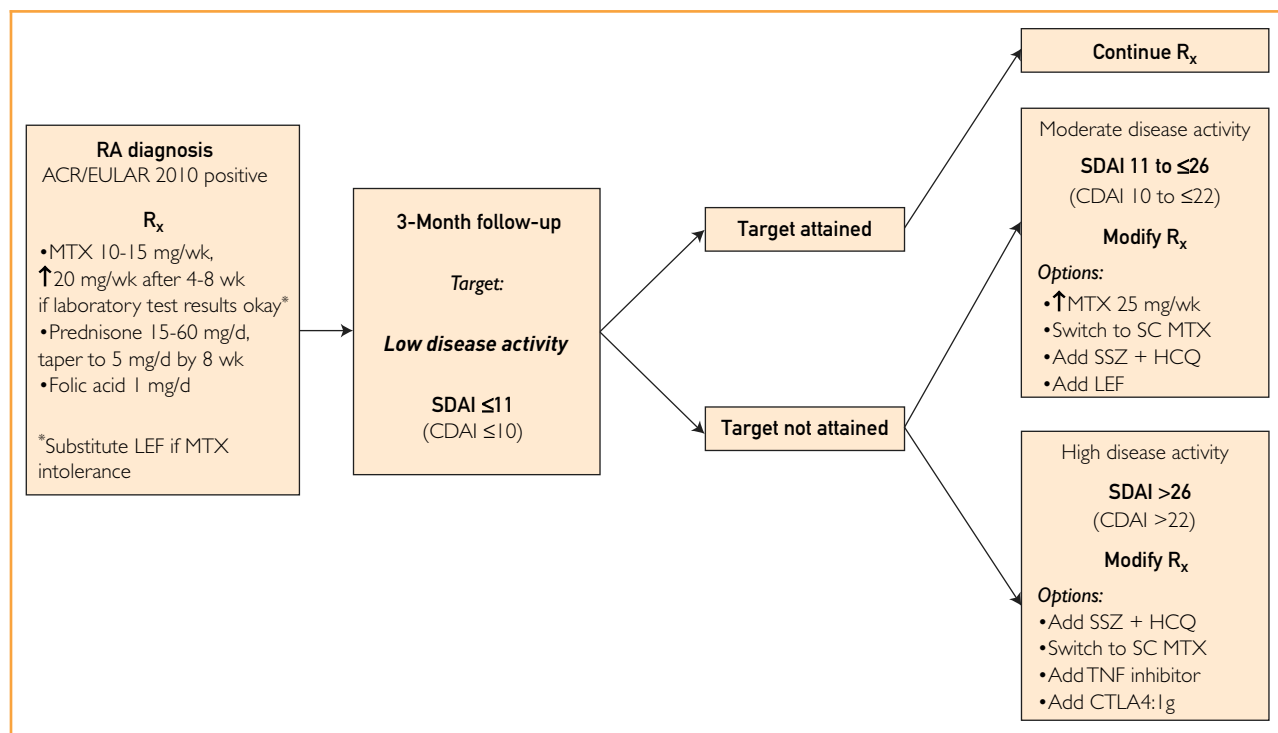 RA diagnosis
ACR/EULAR 2010 positive
Rx
•MTX 10-15 mg/wk,
↑20 mg/wk after 4-8 wk
if laboratory test results okay*
•Prednisone 15-60 mg/d,
taper to 5 mg/d by 8 wk
•Folic acid 1 mg/d
*Substitute LEF if MTX
intolerance
3-Month follow-up
Target:
Low disease activity
SDAI ≤11
(CDAI ≤10)
Target attained
Target not attained
Continue Rx
Moderate disease activity
SDAI 11 to ≤26
(CDAI 10 to ≤22)
Modify Rx
Options:
•↑MTX 25 mg/wk
•Switch to SC MTX
•Add SSZ + HCQ
•Add LEF
High disease activity
SDAI >26
(CDAI >22)
Modify Rx
Options:
•Add SSZ + HCQ
•Switch to SC MTX
•Add TNF inhibitor
•Add CTLA4:1g